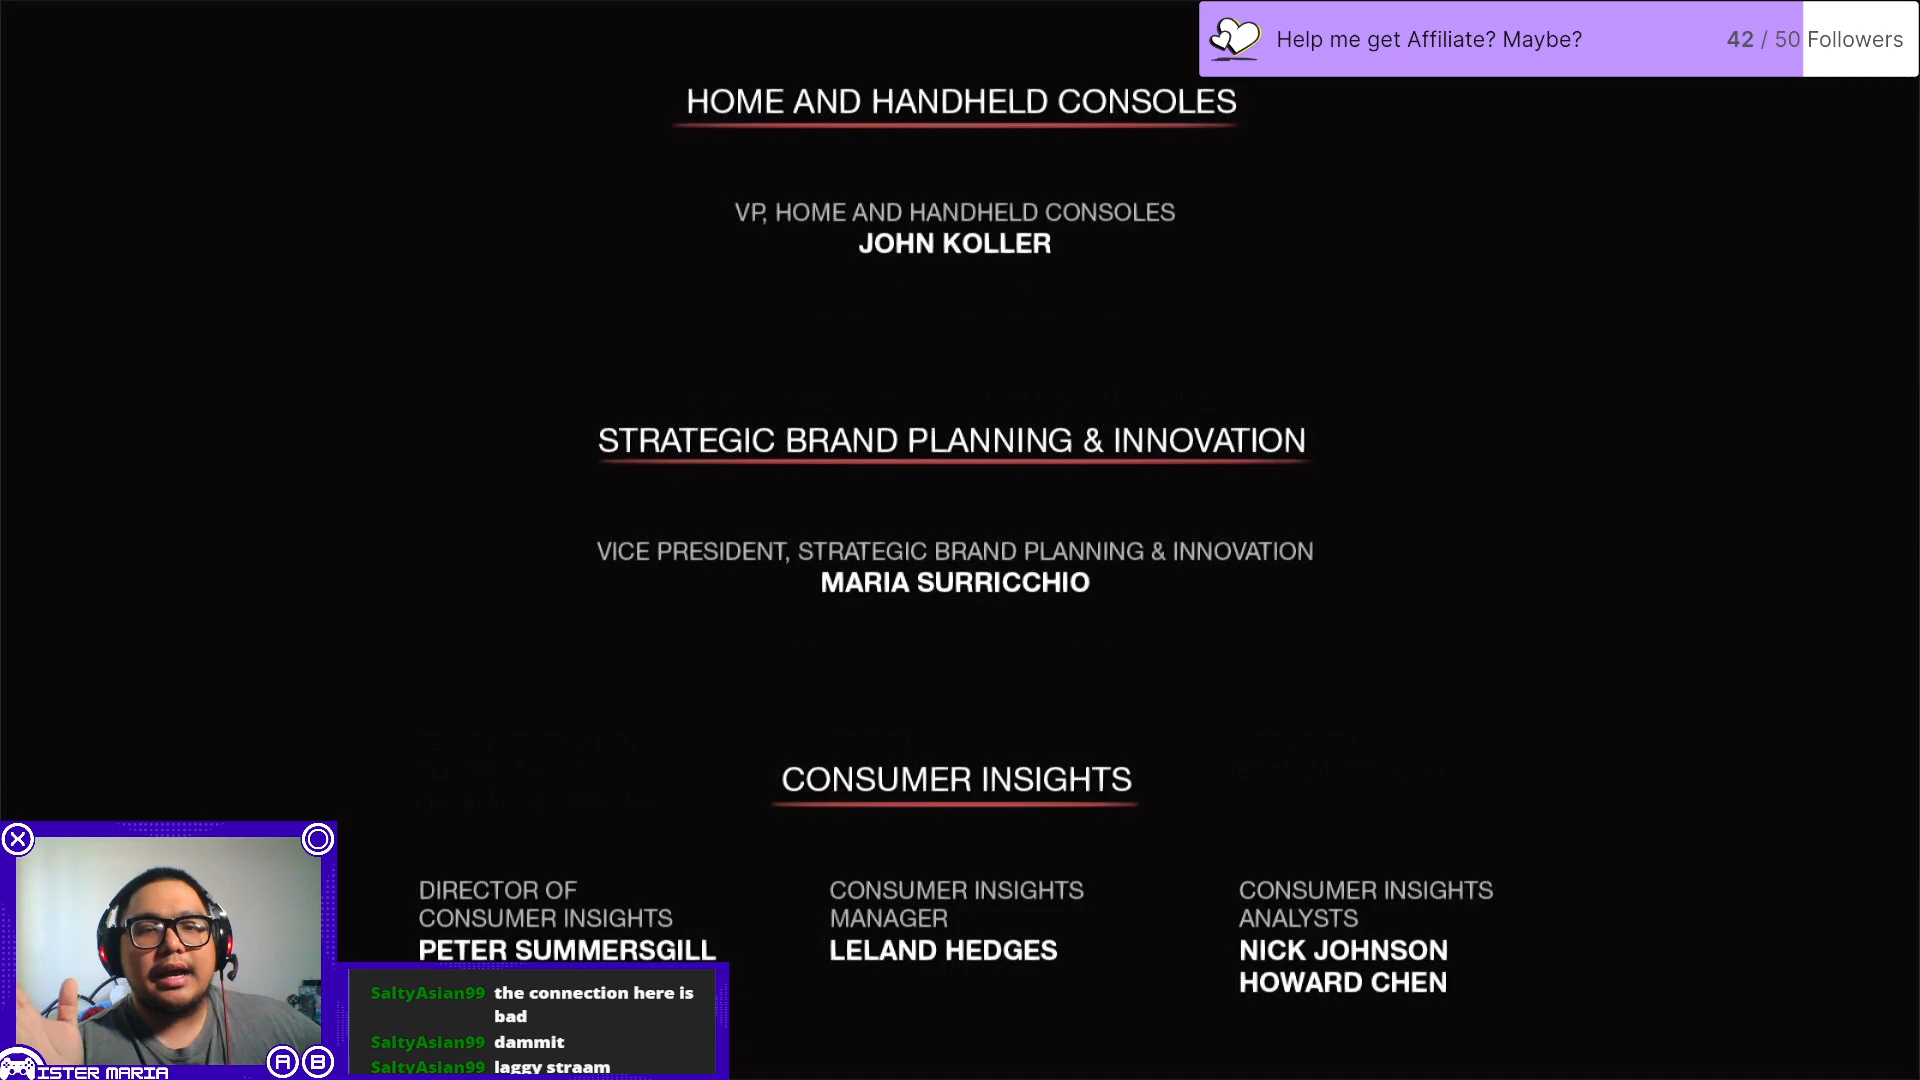 Help me get Affiliate? Maybe?
42 / 50 Followers
HOME AND HANDHELD CONSOLES
VP, HOME AND HANDHELD CONSOLES
JOHN KOLLER
STRATEGIC BRAND PLANNING & INNOVATION
VICE PRESIDENT, STRATEGIC BRAND PLANNING & INNOVATION
MARIA SURRICCHIO
CONSUMER INSIGHTS
DIRECTOR OF
CONSUMER INSIGHTS
PETER SUMMERSGILL
CONSUMER INSIGHTS
MANAGER
LELAND HEDGES
CONSUMER INSIGHTS
ANALYSTS
NICK JOHNSON
HOWARD CHEN
SaltyAsian99 the connection here is
bad
SaltyAsian99 dammit
SaltyAsian99 laggy straam
A B
ISTER MARIA